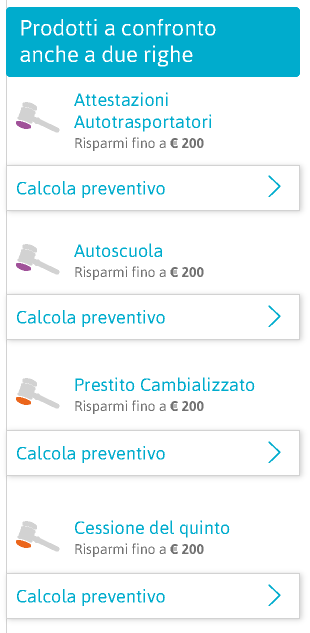 Prodotti a confronto
anche a due righe
Attestazioni
Autotrasportatori
Risparmi fino a € 200
Calcola preventivo
Autoscuola
Risparmi fino a € 200
Calcola preventivo
Prestito Cambializzato
Risparmi fino a € 200
Calcola preventivo
Cessione del quinto
Risparmi fino a € 200
Calcola preventivo